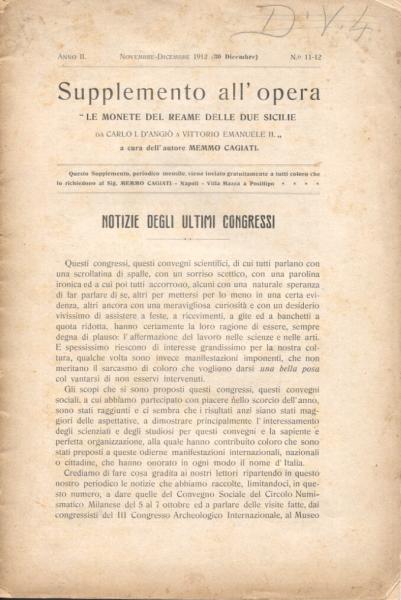 D V. 4
ANNO II. NOVEMBRE-DICEMBRE 1912 (30 Dicembre) N.º 11-12
Supplemento all' opera
" LE MONETE DEL REAME DELLE DUE SICILIE
DA CARLO I. D'ANGIÒ A VITTORIO EMANUELE II. „
a cura dell'autore MEMMO CAGIATI.
Questo Supplemento, periodico mensile, viene inviato gratuitamente a tutti coloro che
lo richiedono al Sig. MEMMO CAGIATI - Napoli - Villa Mazza a Posillipo * * * *
NOTIZIE DEGLI ULTIMI CONGRESSI
Questi congressi, questi convegni scientifici, di cui tutti parlano con
una scrollatina di spalle, con un sorriso scettico, con una parolina
ironica ed a cui poi tutti accorrono, alcuni con una naturale speranza
di far parlare di se, altri per mettersi per lo meno in una certa evi-
denza, altri ancora con una meravigliosa curiosità e con un desiderio
vivissimo di assistere a feste, a ricevimenti, a gite ed a banchetti a
quota ridotta, hanno certamente la loro ragione di essere, sempre
degna di plauso: l' affermazione del lavoro nelle scienze e nelle arti.
E spessissimo riescono di interesse grandissimo per la nostra col-
tura, qualche volta sono invece manifestazioni imponenti, che non
meritano il sarcasmo di coloro che vogliono darsi una bella posa
col vantarsi di non esservi intervenuti.
Gli scopi che si sono proposti questi congressi, questi convegni
sociali, a cui abbiamo partecipato con piacere nello scorcio dell' anno,
sono stati raggiunti e ci sembra che i risultati anzi siano stati mag-
giori delle aspettative, a dimostrare principalmente l' interessamento
degli scienziati e degli studiosi per questi convegni e la sapiente e
perfetta organizzazione, alla quale hanno contribuito coloro che sono
stati preposti a queste odierne manifestazioni internazionali, nazionali
o cittadine, che hanno onorato in ogni modo il nome d' Italia.
Crediamo di fare cosa gradita ai nostri lettori ripartendo in questo
nostro periodico le notizie che abbiamo raccolte, limitandoci, in que-
sto numero, a dare quelle del Convegno Sociale del Circolo Numi-
smatico Milanese del 5 al 7 ottobre ed a parlare delle visite fatte, dai
congressisti del III Congresso Archeologico Internazionale, al Museo